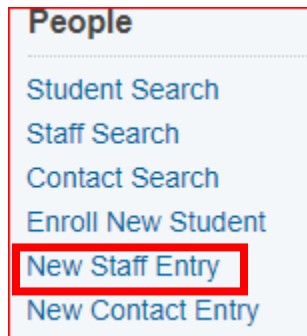 People
Student Search
Staff Search
Contact Search
Enroll New Student
New Staff Entry
New Contact Entry